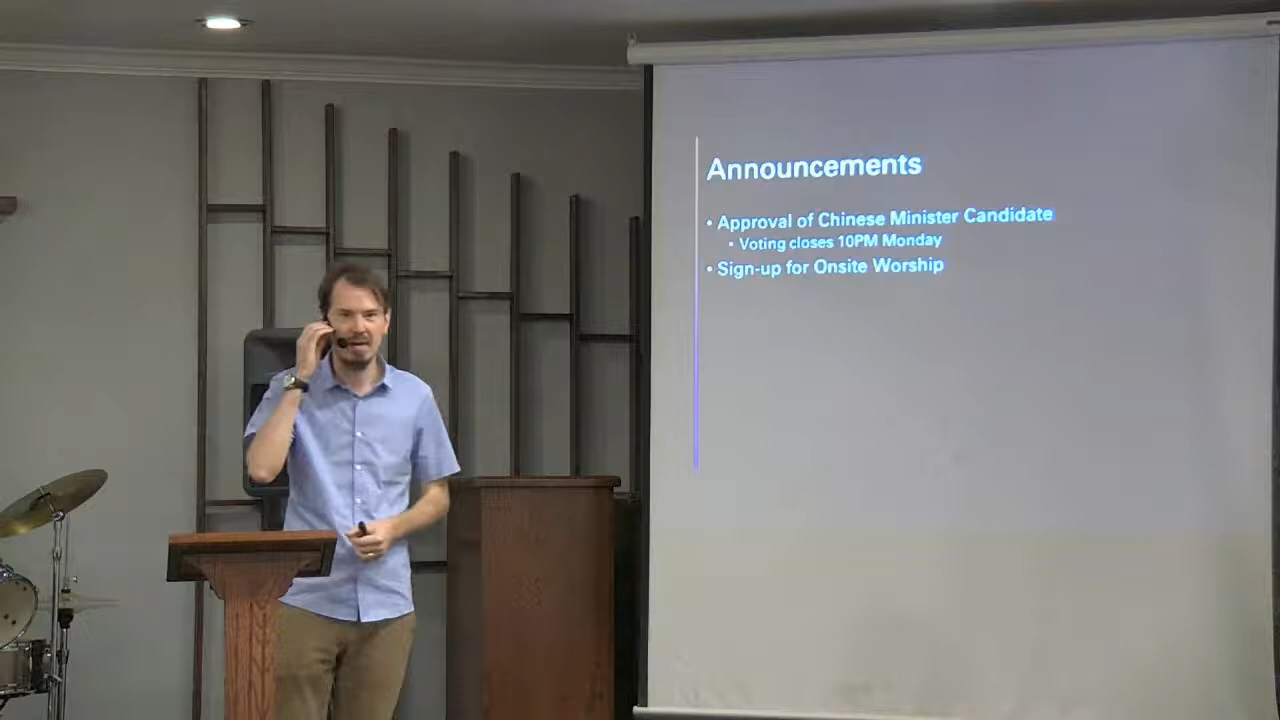 Announcements
• Approval of Chinese Minister Candidate
• Voting closes 10PM Monday
• Sign-up for Onsite Worship